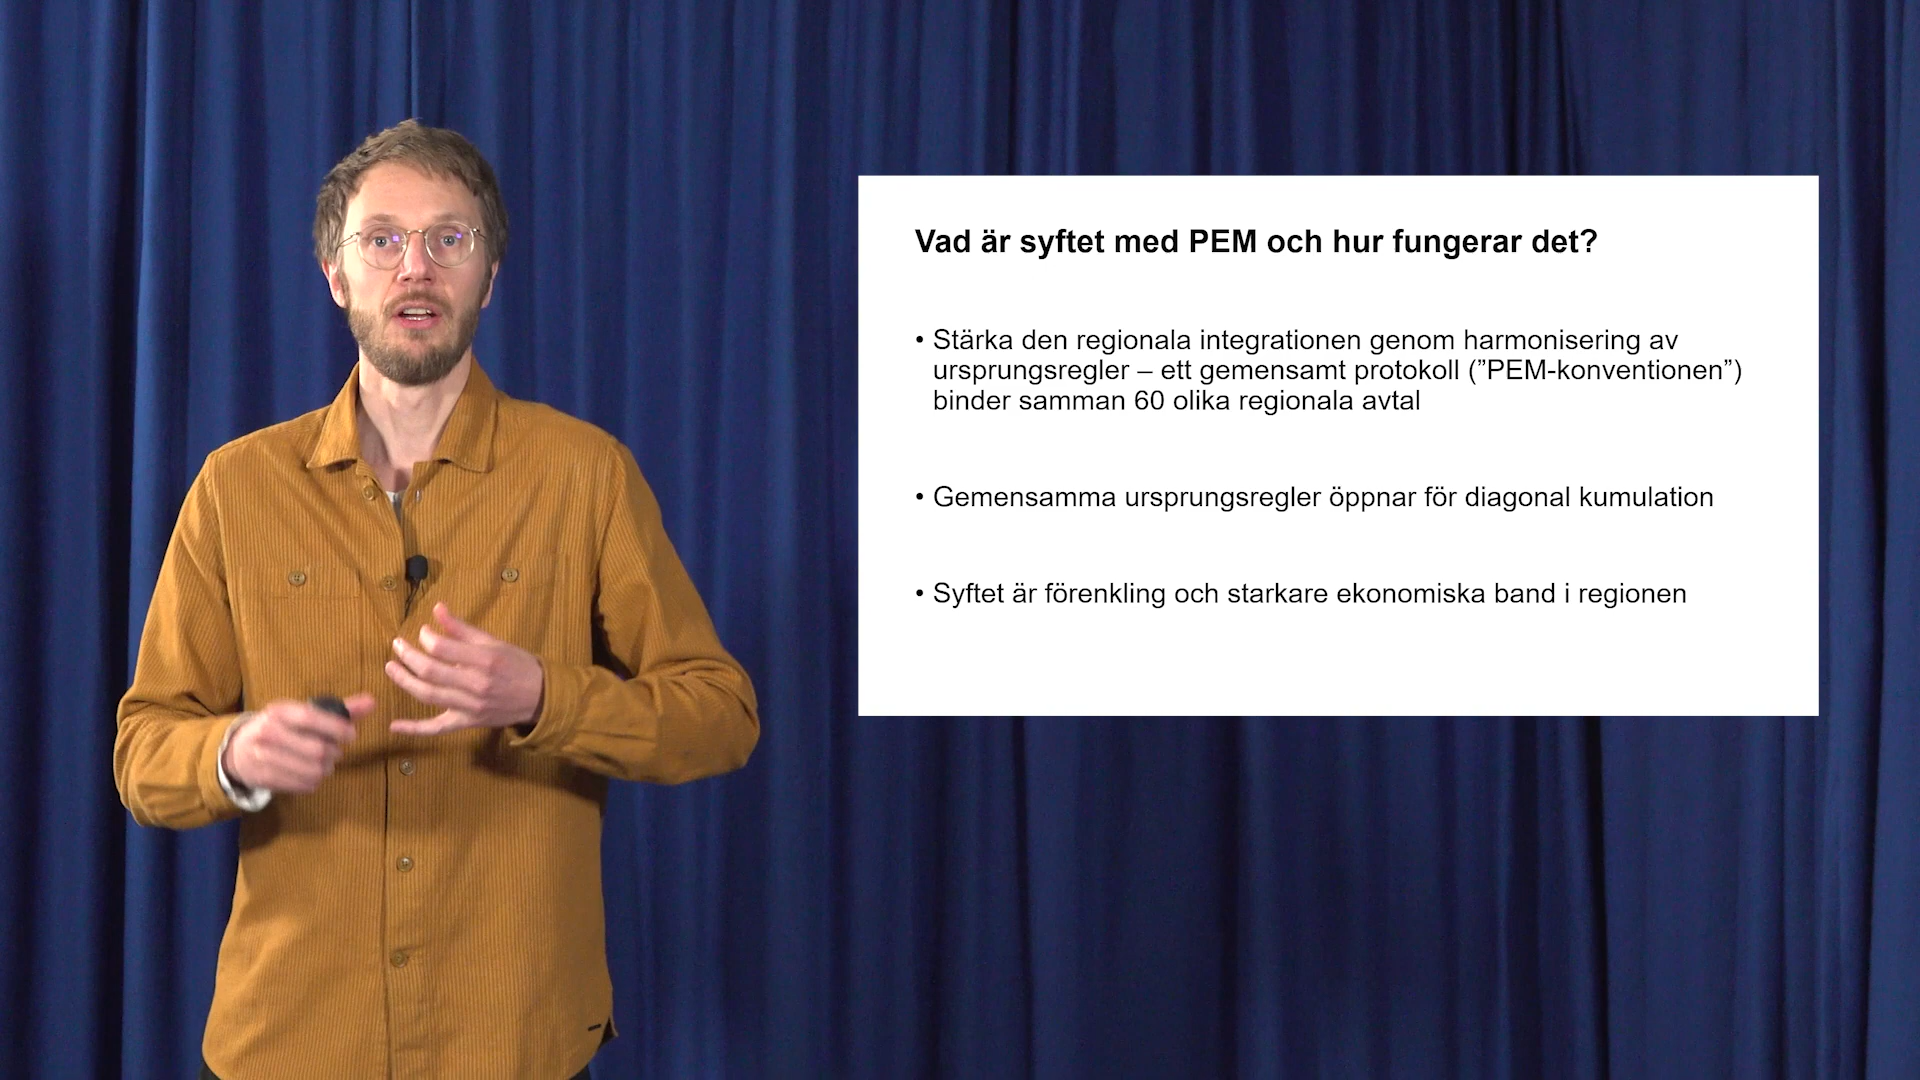 Vad är syftet med PEM och hur fungerar det?
• Stärka den regionala integrationen genom harmonisering av
ursprungsregler – ett gemensamt protokoll (”PEM-konventionen”)
binder samman 60 olika regionala avtal
• Gemensamma ursprungsregler öppnar för diagonal kumulation
• Syftet är förenkling och starkare ekonomiska band i regionen